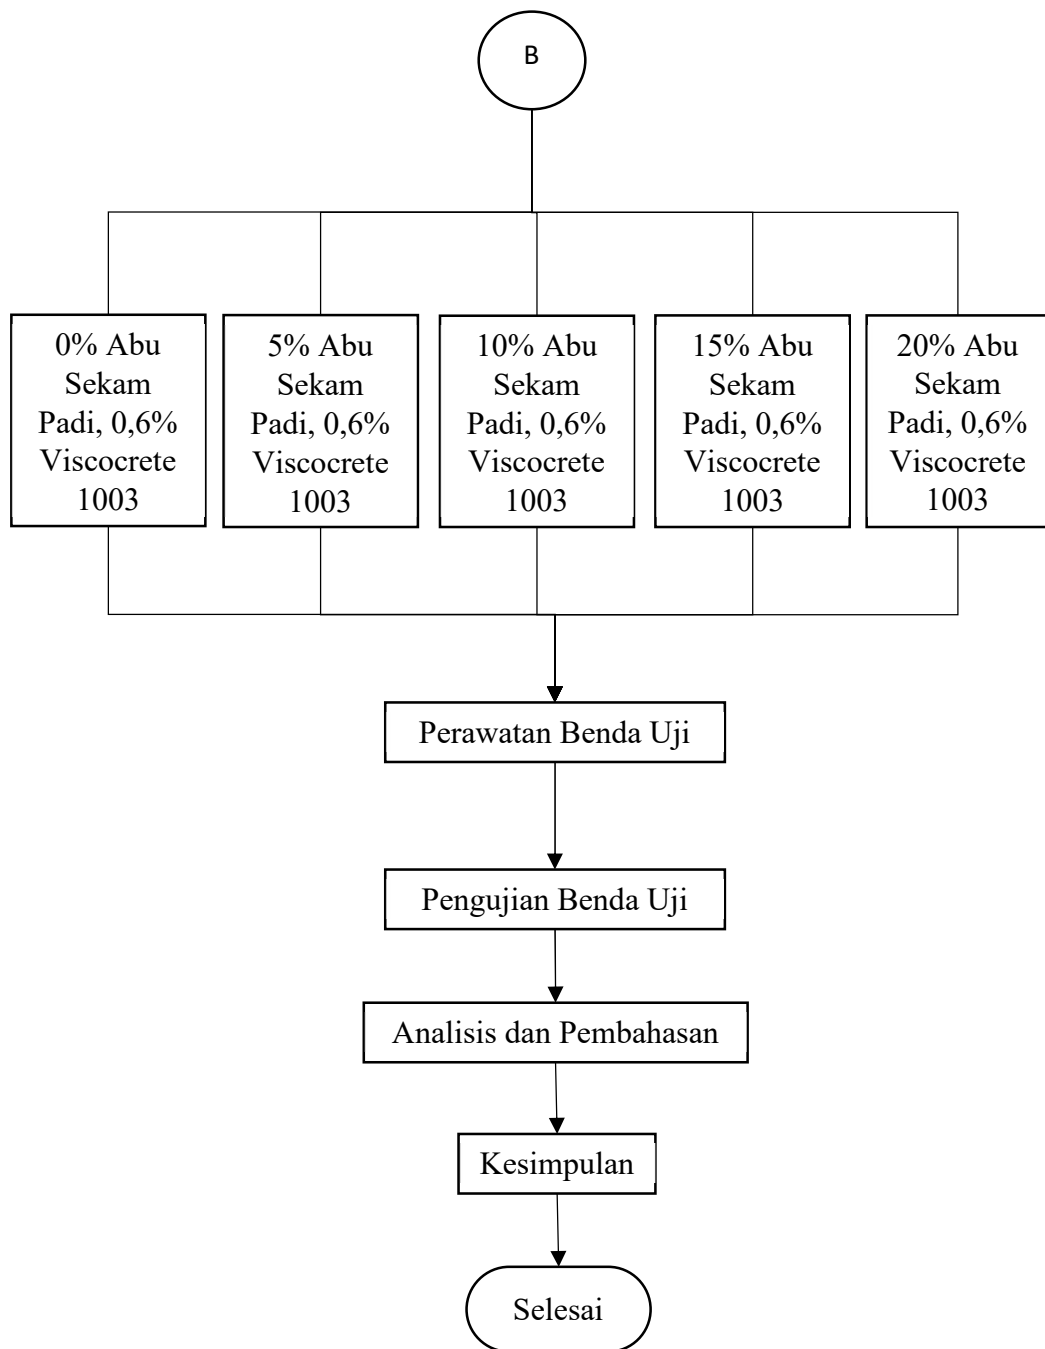 B
0% Abu
Sekam
Padi, 0,6%
Viscocrete
1003
5% Abu
Sekam
Padi, 0,6%
Viscocrete
1003
10% Abu
Sekam
Padi, 0,6%
Viscocrete
1003
15% Abu
Sekam
Padi, 0,6%
Viscocrete
1003
20% Abu
Sekam
Padi, 0,6%
Viscocrete
1003
Perawatan Benda Uji
Pengujian Benda Uji
Analisis dan Pembahasan
Kesimpulan
Selesai